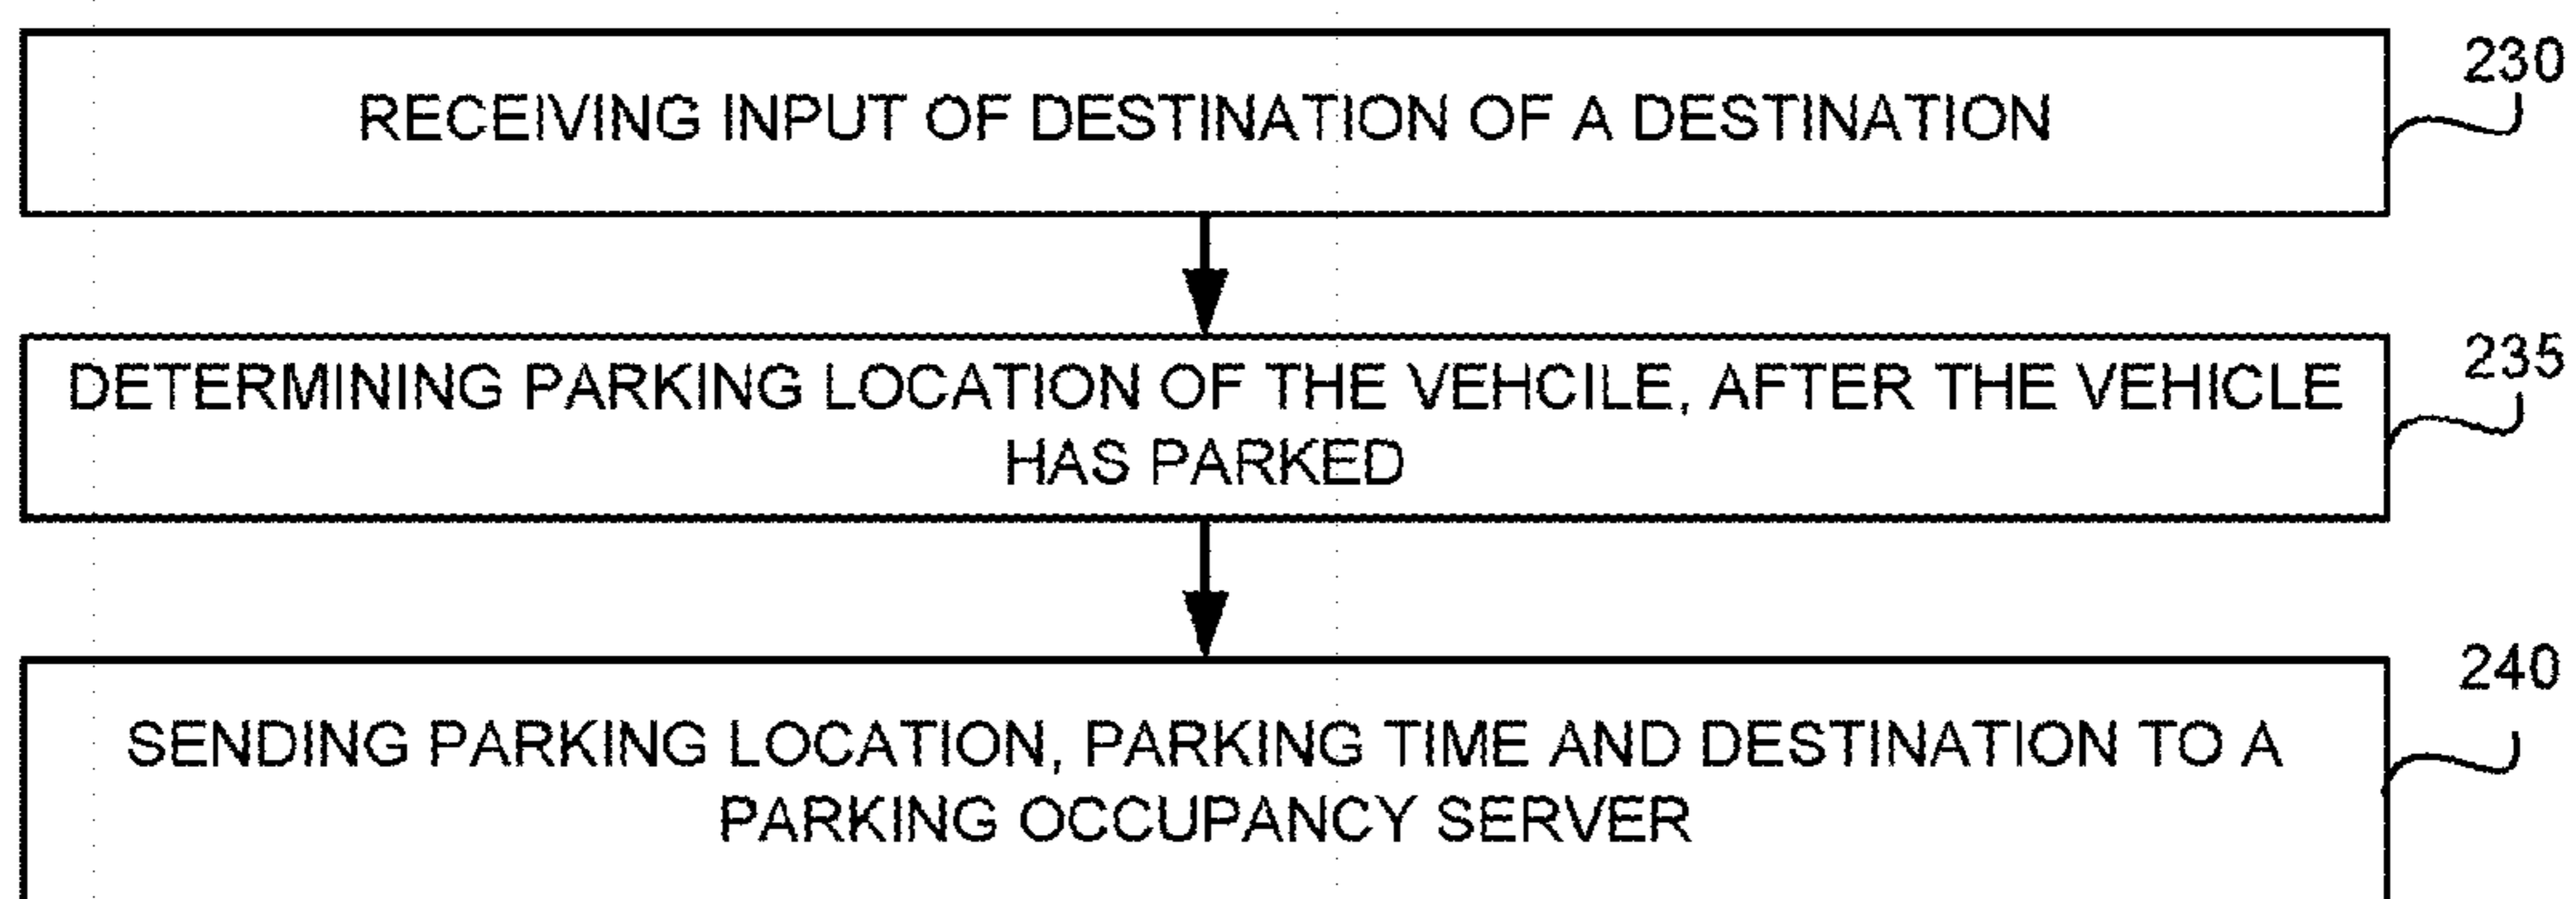 RECEIVING INPUT OF DESTINATION OF A DESTINATION
230
DETERMINING PARKING LOCATION OF THE VEHCILE, AFTER THE VEHICLE
HAS PARKED
235
SENDING PARKING LOCATION, PARKING TIME AND DESTINATION TO A
PARKING OCCUPANCY SERVER
240